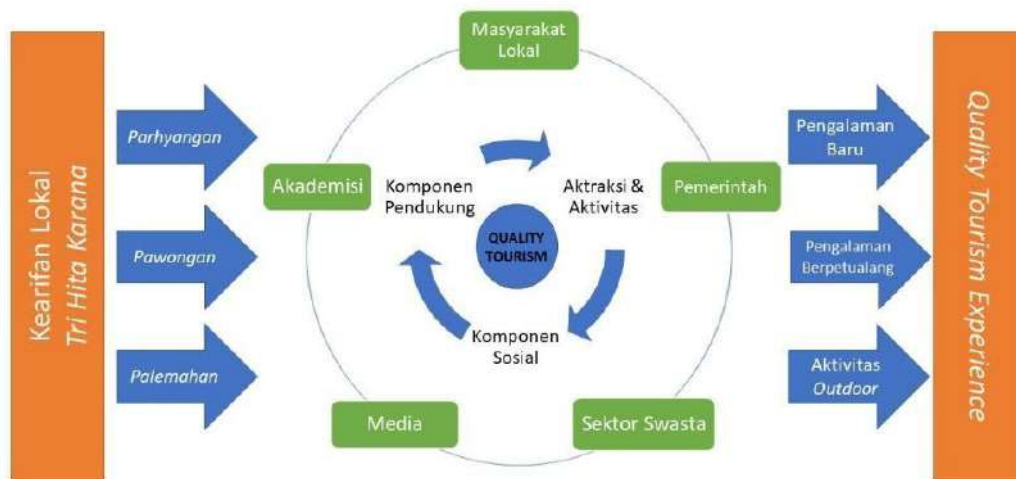 Kearifan Lokal
Tri Hita Karana
Parhyangan
Pawongan
Palemahan
Masyarakat
Lokal
Akademisi
Pemerintah
Media
Sektor Swasta
Komponen
Pendukung
Aktraksi &
Aktivitas
QUALITY
TOURISM
Komponen
Sosial
Pengalaman
Baru
Pengalaman
Berpetualang
Aktivitas
Outdoor
Quality Tourism Experience